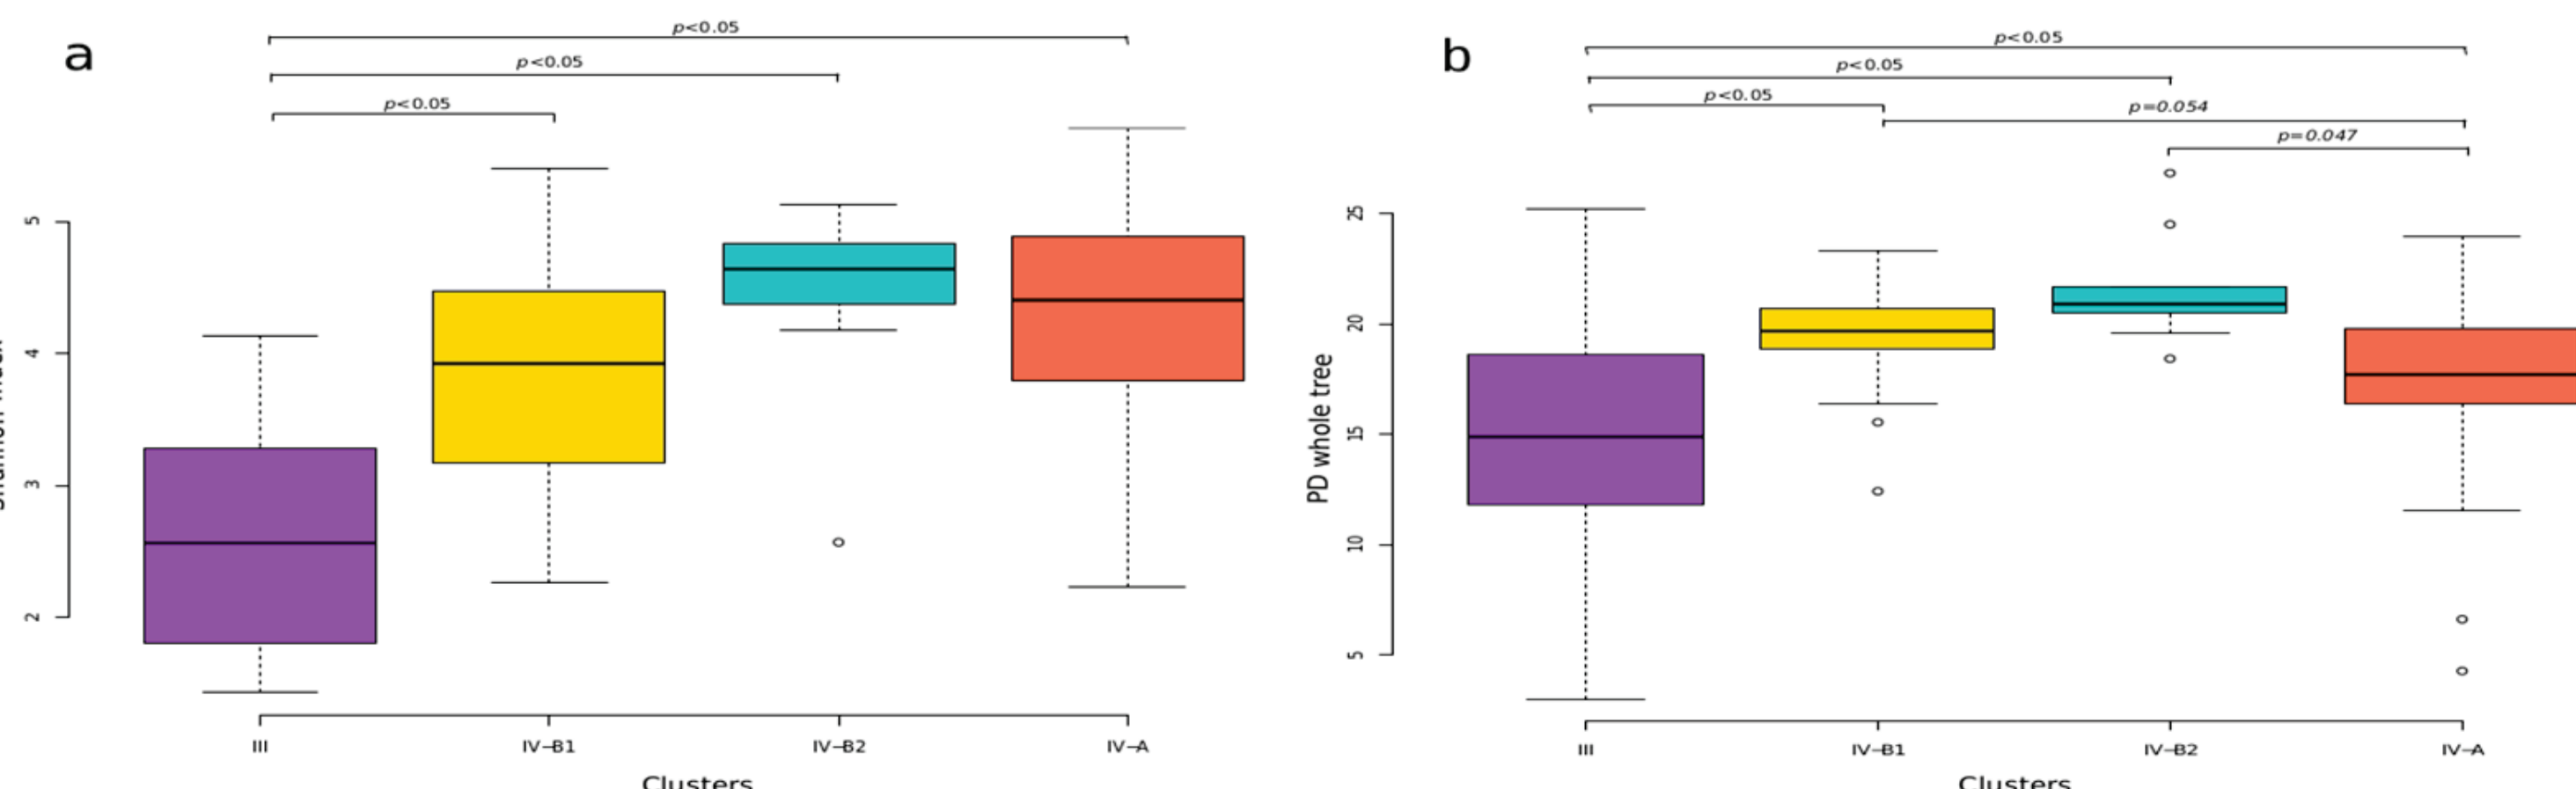 a
p<0.05
p<0.05
p<0.05
5
4
3
2
III
IV–B1
IV–B2
IV–A
Clusters
b
p<0.05
p<0.05
p<0.05
p=0.054
p=0.047
PD whole tree
25
20
15
10
5
III
IV–B1
IV–B2
IV–A
Clusters